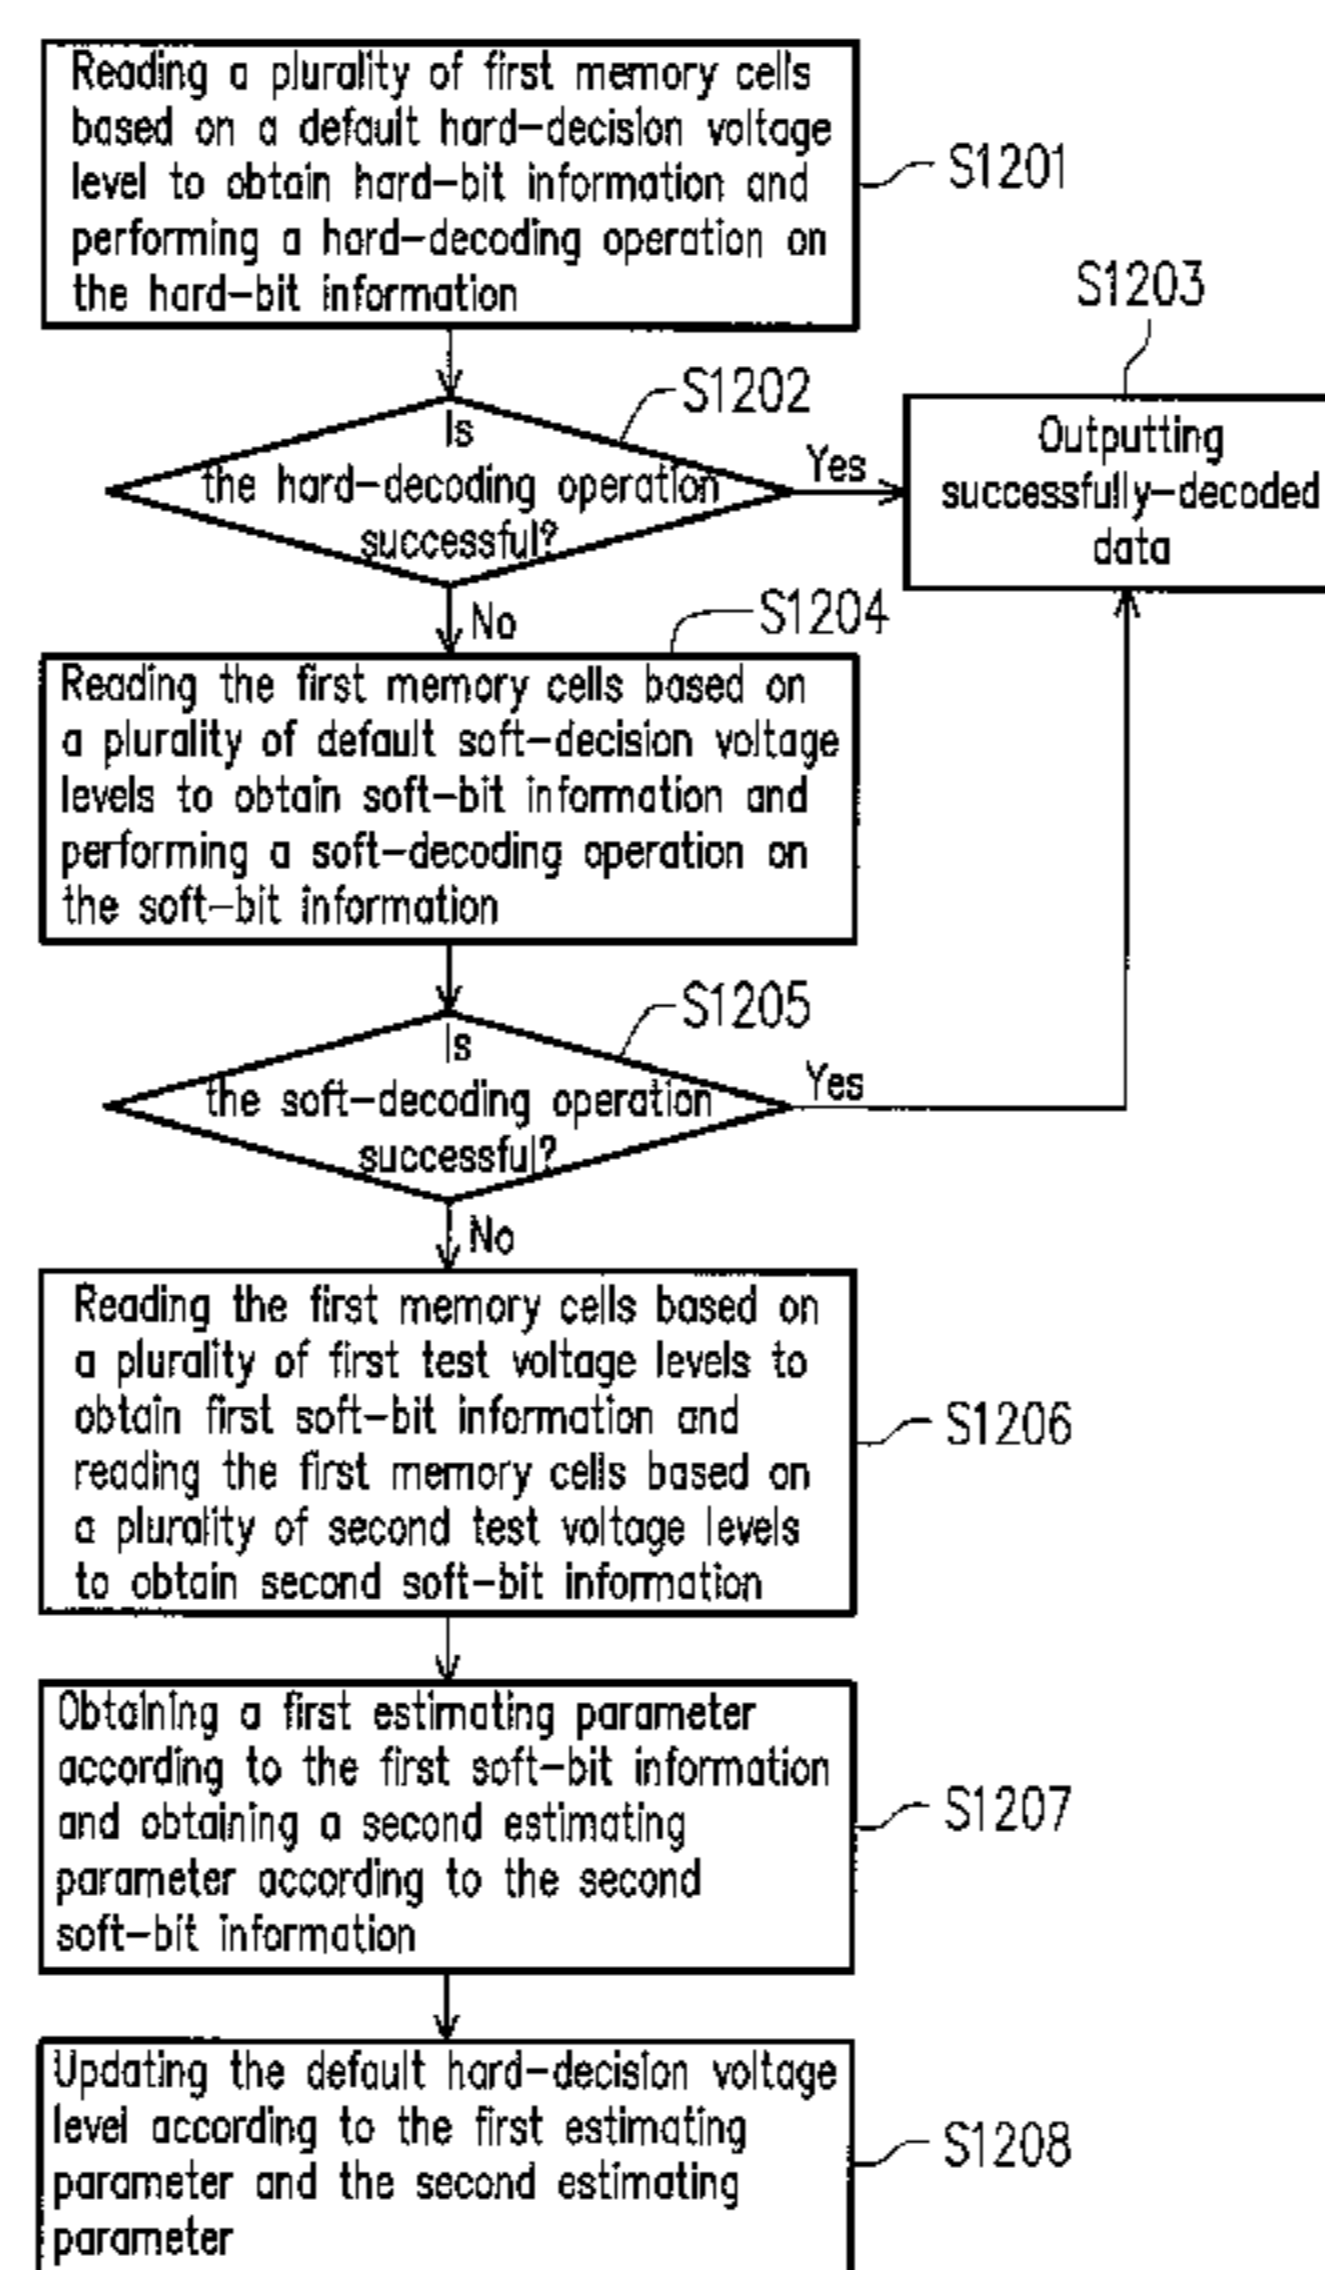 Reading a plurality of first memory cells
based on a default hard-decision voltage
level to obtain hard-bit information and
performing a hard-decoding operation on
the hard-bit information
S1201
S1203
S1202
Is
the hard-decoding operation
successful?
Yes
Outputting
successfully-decoded
data
No
S1204
Reading the first memory cells based on
a plurality of default soft-decision voltage
levels to obtain soft-bit information and
performing a soft-decoding operation on
the soft-bit information
S1205
Is
the soft-decoding operation
successful?
Yes
No
Reading the first memory cells based on
a plurality of first test voltage levels to
obtain first soft-bit information and
reading the first memory cells based on
a plurality of second test voltage levels
to obtain second soft-bit information
S1206
Obtaining a first estimating parameter
according to the first soft-bit information
and obtaining a second estimating
parameter according to the second
soft-bit information
S1207
Updating the default hard-decision voltage
level according to the first estimating
parameter and the second estimating
parameter
S1208